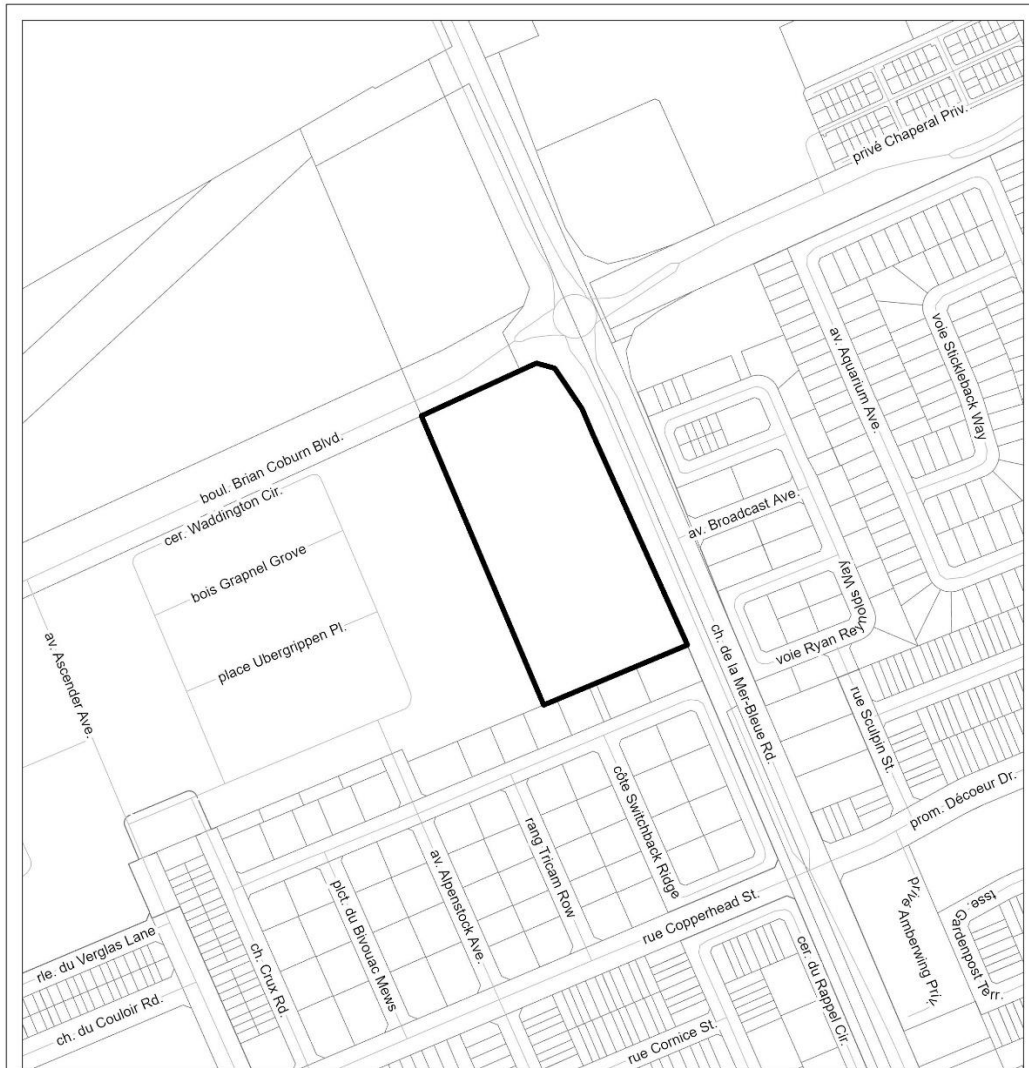 privé Chaperal Priv.
av. Aquarium Ave.
voie Stickleback Way
boul. Brian Coburn Blvd.
cer. Waddington Cir.
bois Grapnel Grove
place Ubergrippen Pl.
av. Ascender Ave.
av. Broadcast Ave.
voie Ryan Rey
nolds Way
ch. de la Mer-Bleue Rd.
rue Sculpin St.
prom. Décoeur Dr.
côte Switchback Ridge
rang Tricam Row
av. Alpenstock Ave.
plct. du Bivouac Mews
ch. Crux Rd.
rue Copperhead St.
rle. du Verglas Lane
ch. du Couloir Rd.
rue Cornice St.
cer. du Rappel Cir.
privé Amberwing Priv.
tsse.
Gardenpost Terr.